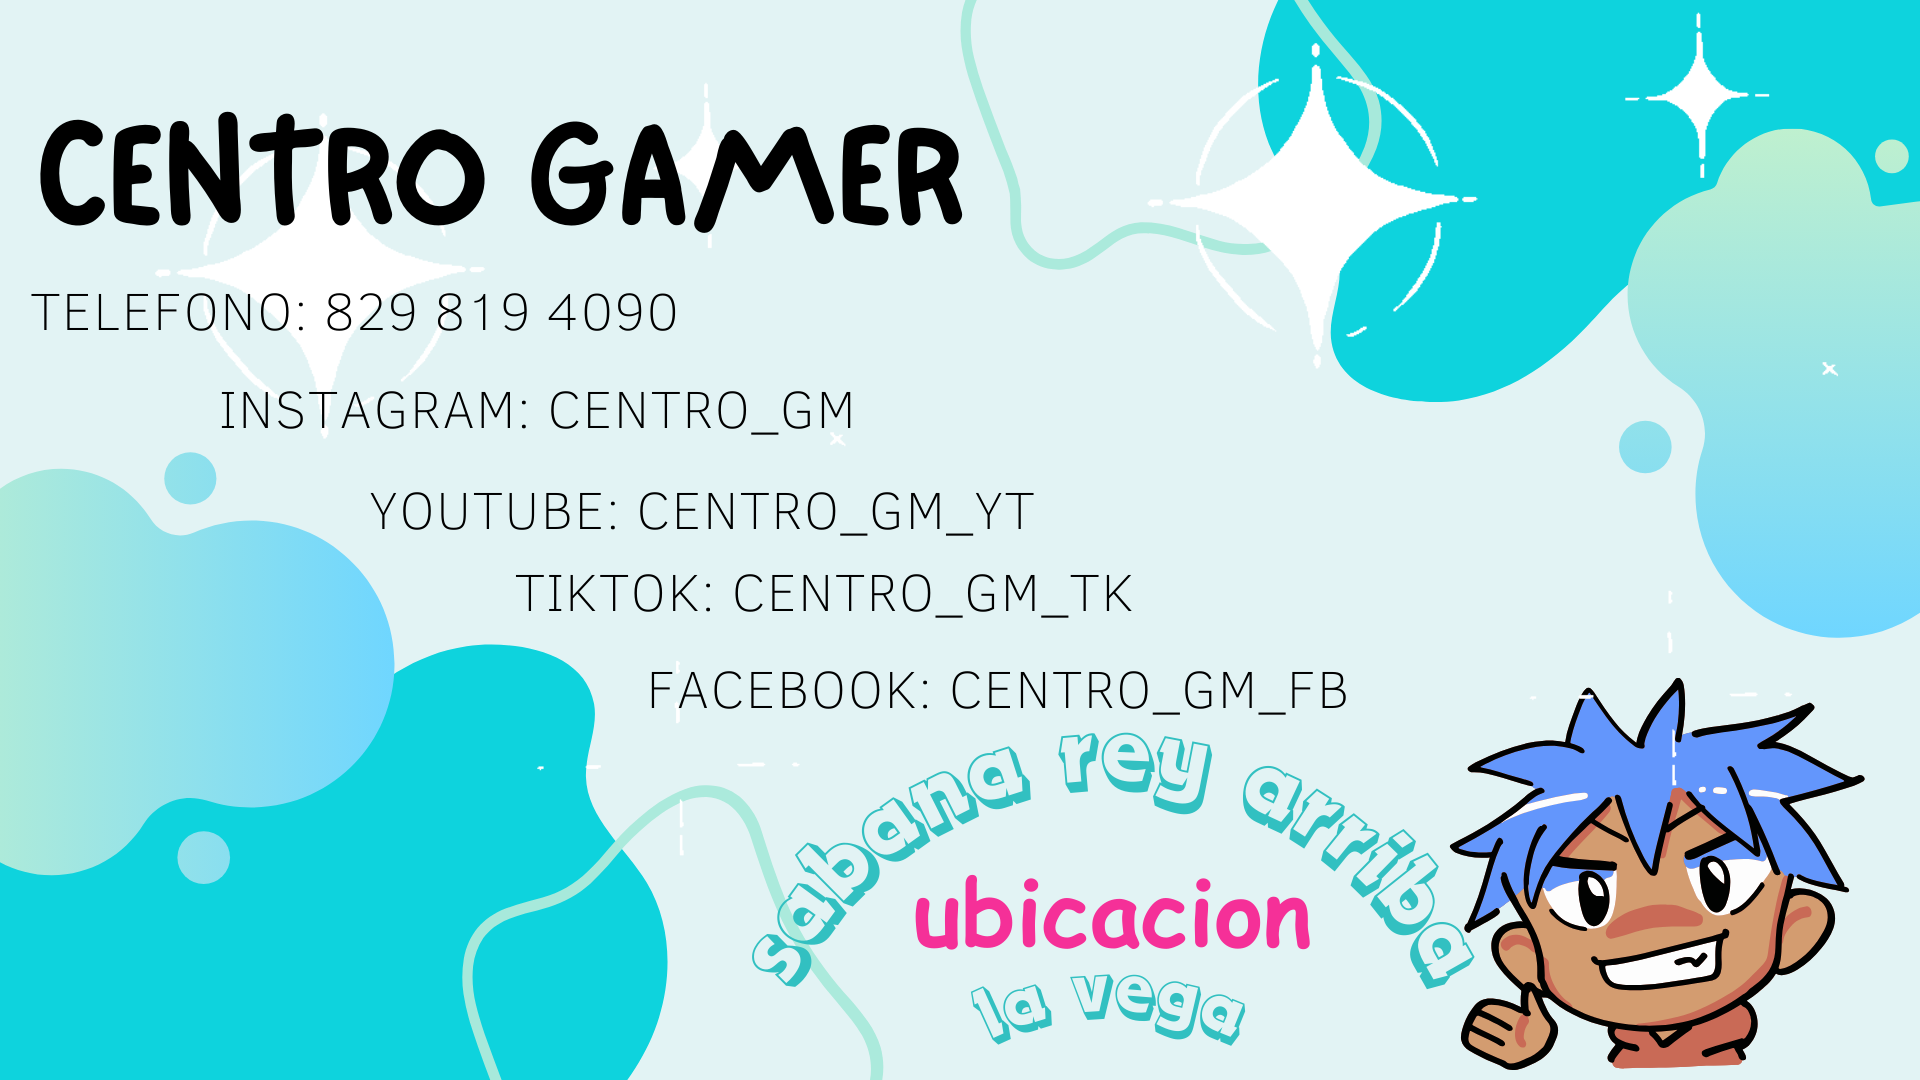 CENTRO GAMER
TELEFONO: 829 819 4090
INSTAGRAM: CENTRO_GM
YOUTUBE: CENTRO_GM_YT
TIKTOK: CENTRO_GM_TK
FACEBOOK: CENTRO_GM_FB
sabana rey arriba
ubicacion
la vega